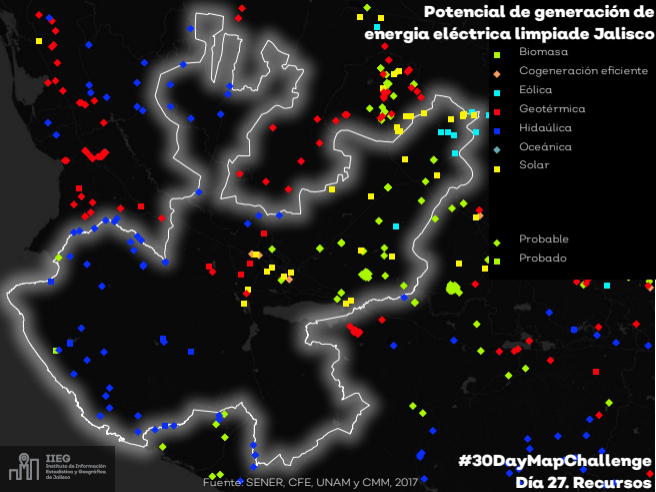 Potencial de generación de
energia eléctrica limpiade Jalisco
Biomasa
Cogeneración eficiente
Eólica
Geotérmica
Hidaúlica
Oceánica
Solar
Probable
Probado
IIEG
Instituto de Información
Estadística y Geográfica
de Jalisco
Fuente: SENER, CFE, UNAM y CMM, 2017
#30DayMapChallenge
Día 27. Recursos